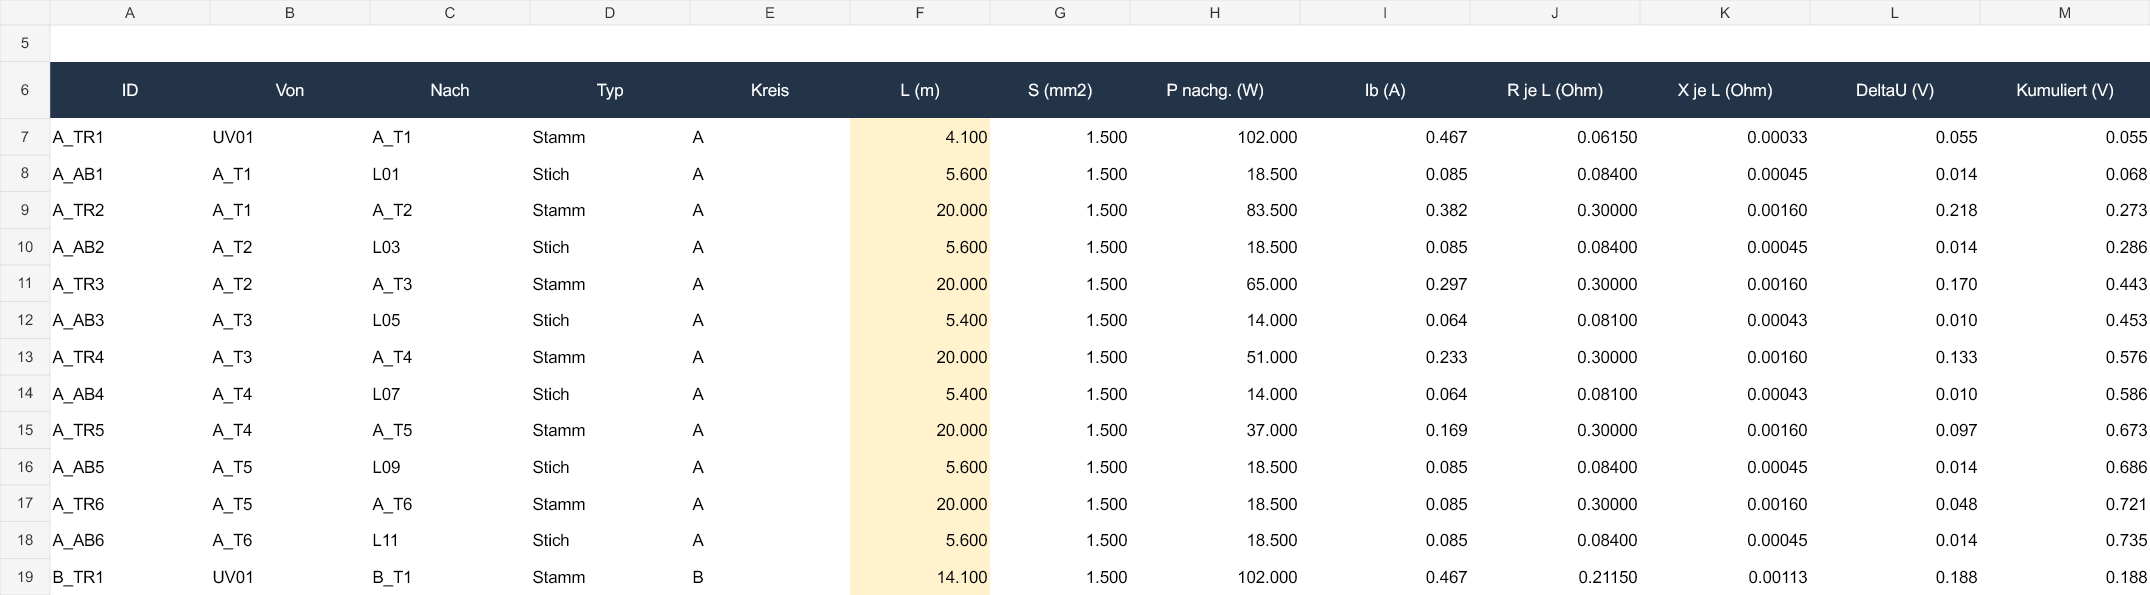 A B C D E F G H I J K L M
5
6 ID Von Nach Typ Kreis L (m) S (mm2) P nachg. (W) Ib (A) R je L (Ohm) X je L (Ohm) DeltaU (V) Kumuliert (V)
7 A_TR1 UV01 A_T1 Stamm A 4.100 1.500 102.000 0.467 0.06150 0.00033 0.055 0.055
8 A_AB1 A_T1 L01 Stich A 5.600 1.500 18.500 0.085 0.08400 0.00045 0.014 0.068
9 A_TR2 A_T1 A_T2 Stamm A 20.000 1.500 83.500 0.382 0.30000 0.00160 0.218 0.273
10 A_AB2 A_T2 L03 Stich A 5.600 1.500 18.500 0.085 0.08400 0.00045 0.014 0.286
11 A_TR3 A_T2 A_T3 Stamm A 20.000 1.500 65.000 0.297 0.30000 0.00160 0.170 0.443
12 A_AB3 A_T3 L05 Stich A 5.400 1.500 14.000 0.064 0.08100 0.00043 0.010 0.453
13 A_TR4 A_T3 A_T4 Stamm A 20.000 1.500 51.000 0.233 0.30000 0.00160 0.133 0.576
14 A_AB4 A_T4 L07 Stich A 5.400 1.500 14.000 0.064 0.08100 0.00043 0.010 0.586
15 A_TR5 A_T4 A_T5 Stamm A 20.000 1.500 37.000 0.169 0.30000 0.00160 0.097 0.673
16 A_AB5 A_T5 L09 Stich A 5.600 1.500 18.500 0.085 0.08400 0.00045 0.014 0.686
17 A_TR6 A_T5 A_T6 Stamm A 20.000 1.500 18.500 0.085 0.30000 0.00160 0.048 0.721
18 A_AB6 A_T6 L11 Stich A 5.600 1.500 18.500 0.085 0.08400 0.00045 0.014 0.735
19 B_TR1 UV01 B_T1 Stamm B 14.100 1.500 102.000 0.467 0.21150 0.00113 0.188 0.188